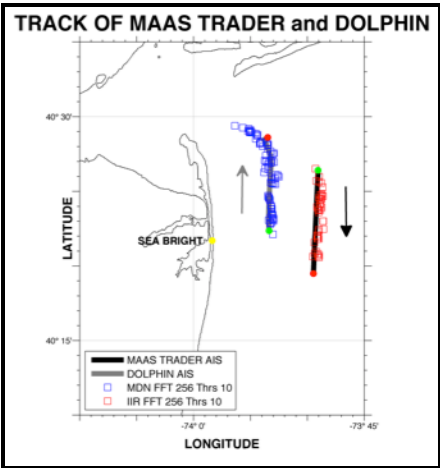 TRACK OF MAAS TRADER and DOLPHIN
40° 30'
LATITUDE
SEA BRIGHT
40° 15'
MAAS TRADER AIS
DOLPHIN AIS
MDN FFT 256 Thrs 10
IIR FFT 256 Thrs 10
-74° 0'
-73° 45'
LONGITUDE